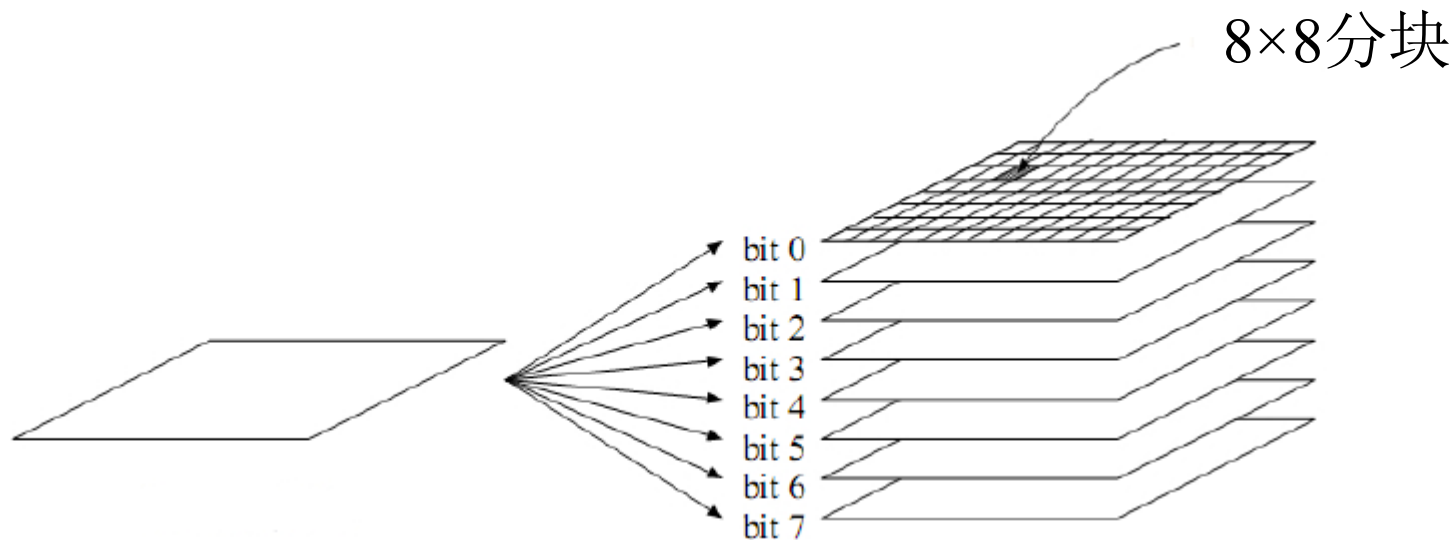 8×8分块
bit 0
bit 1
bit 2
bit 3
bit 4
bit 5
bit 6
bit 7